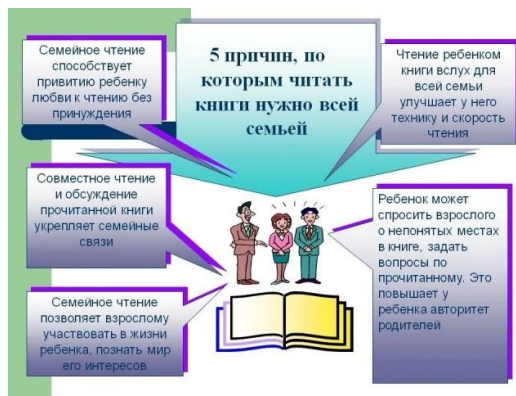 5 причин, по
которым читать
книги нужно всей
семьей
Семейное чтение
способствует
привитию ребенку
любви к чтению без
принуждения
Чтение ребенком
книги вслух для
всей семьи
улучшает у него
технику и скорость
чтения
Совместное чтение
и обсуждение
прочитанной книги
укрепляет семейные
связи
Ребенок может
спросить взрослого
о непонятых местах
в книге, задать
вопросы по
прочитанному. Это
повышает у
ребенка авторитет
родителей
Семейное чтение
позволяет взрослому
участвовать в жизни
ребенка, познать мир
его интересов